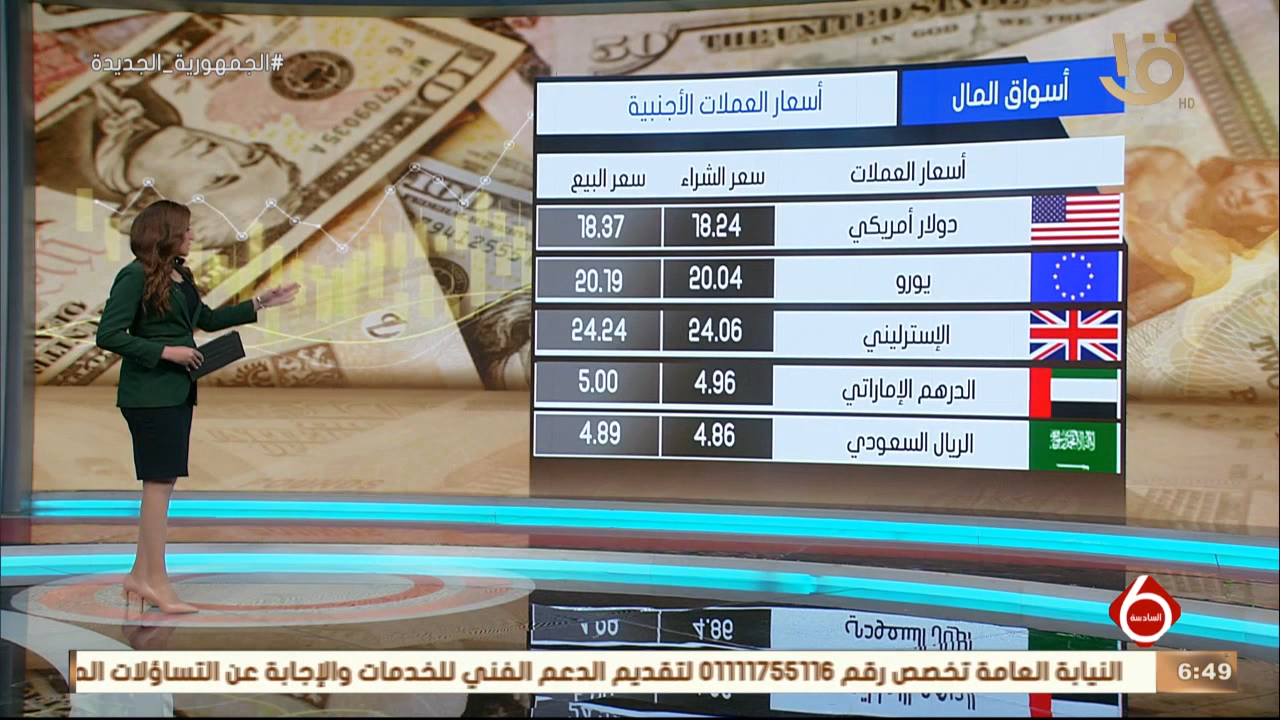 #الجمهورية_الجديدة
HD
أسواق المال
أسعار العملات الأجنبية
أسعار العملات سعر الشراء سعر البيع
دولار أمريكي 18.24 18.37
يورو 20.04 20.19
الإسترليني 24.06 24.24
الدرهم الإماراتي 4.96 5.00
الريال السعودي 4.86 4.89
السادسة
6:49
النيابة العامة تخصص رقم 01111755116 لتقديم الدعم الفني للخدمات والإجابة عن التساؤلات